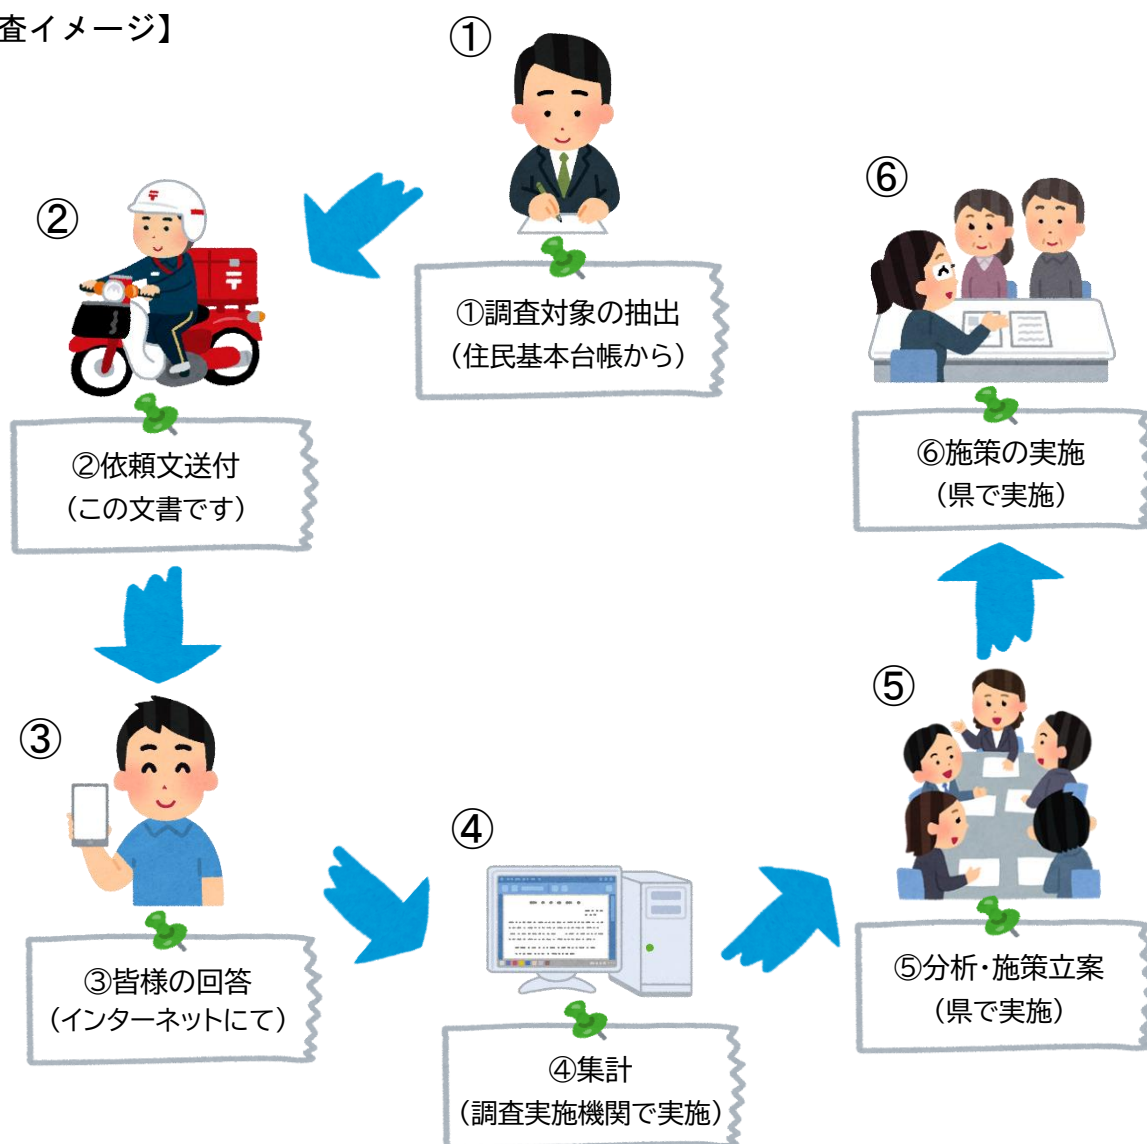 査イメージ】
①
①調査対象の抽出
（住民基本台帳から）
②
②依頼文送付
（この文書です）
③
③皆様の回答
（インターネットにて）
④
④集計
（調査実施機関で実施）
⑤
⑤分析・施策立案
（県で実施）
⑥
⑥施策の実施
（県で実施）